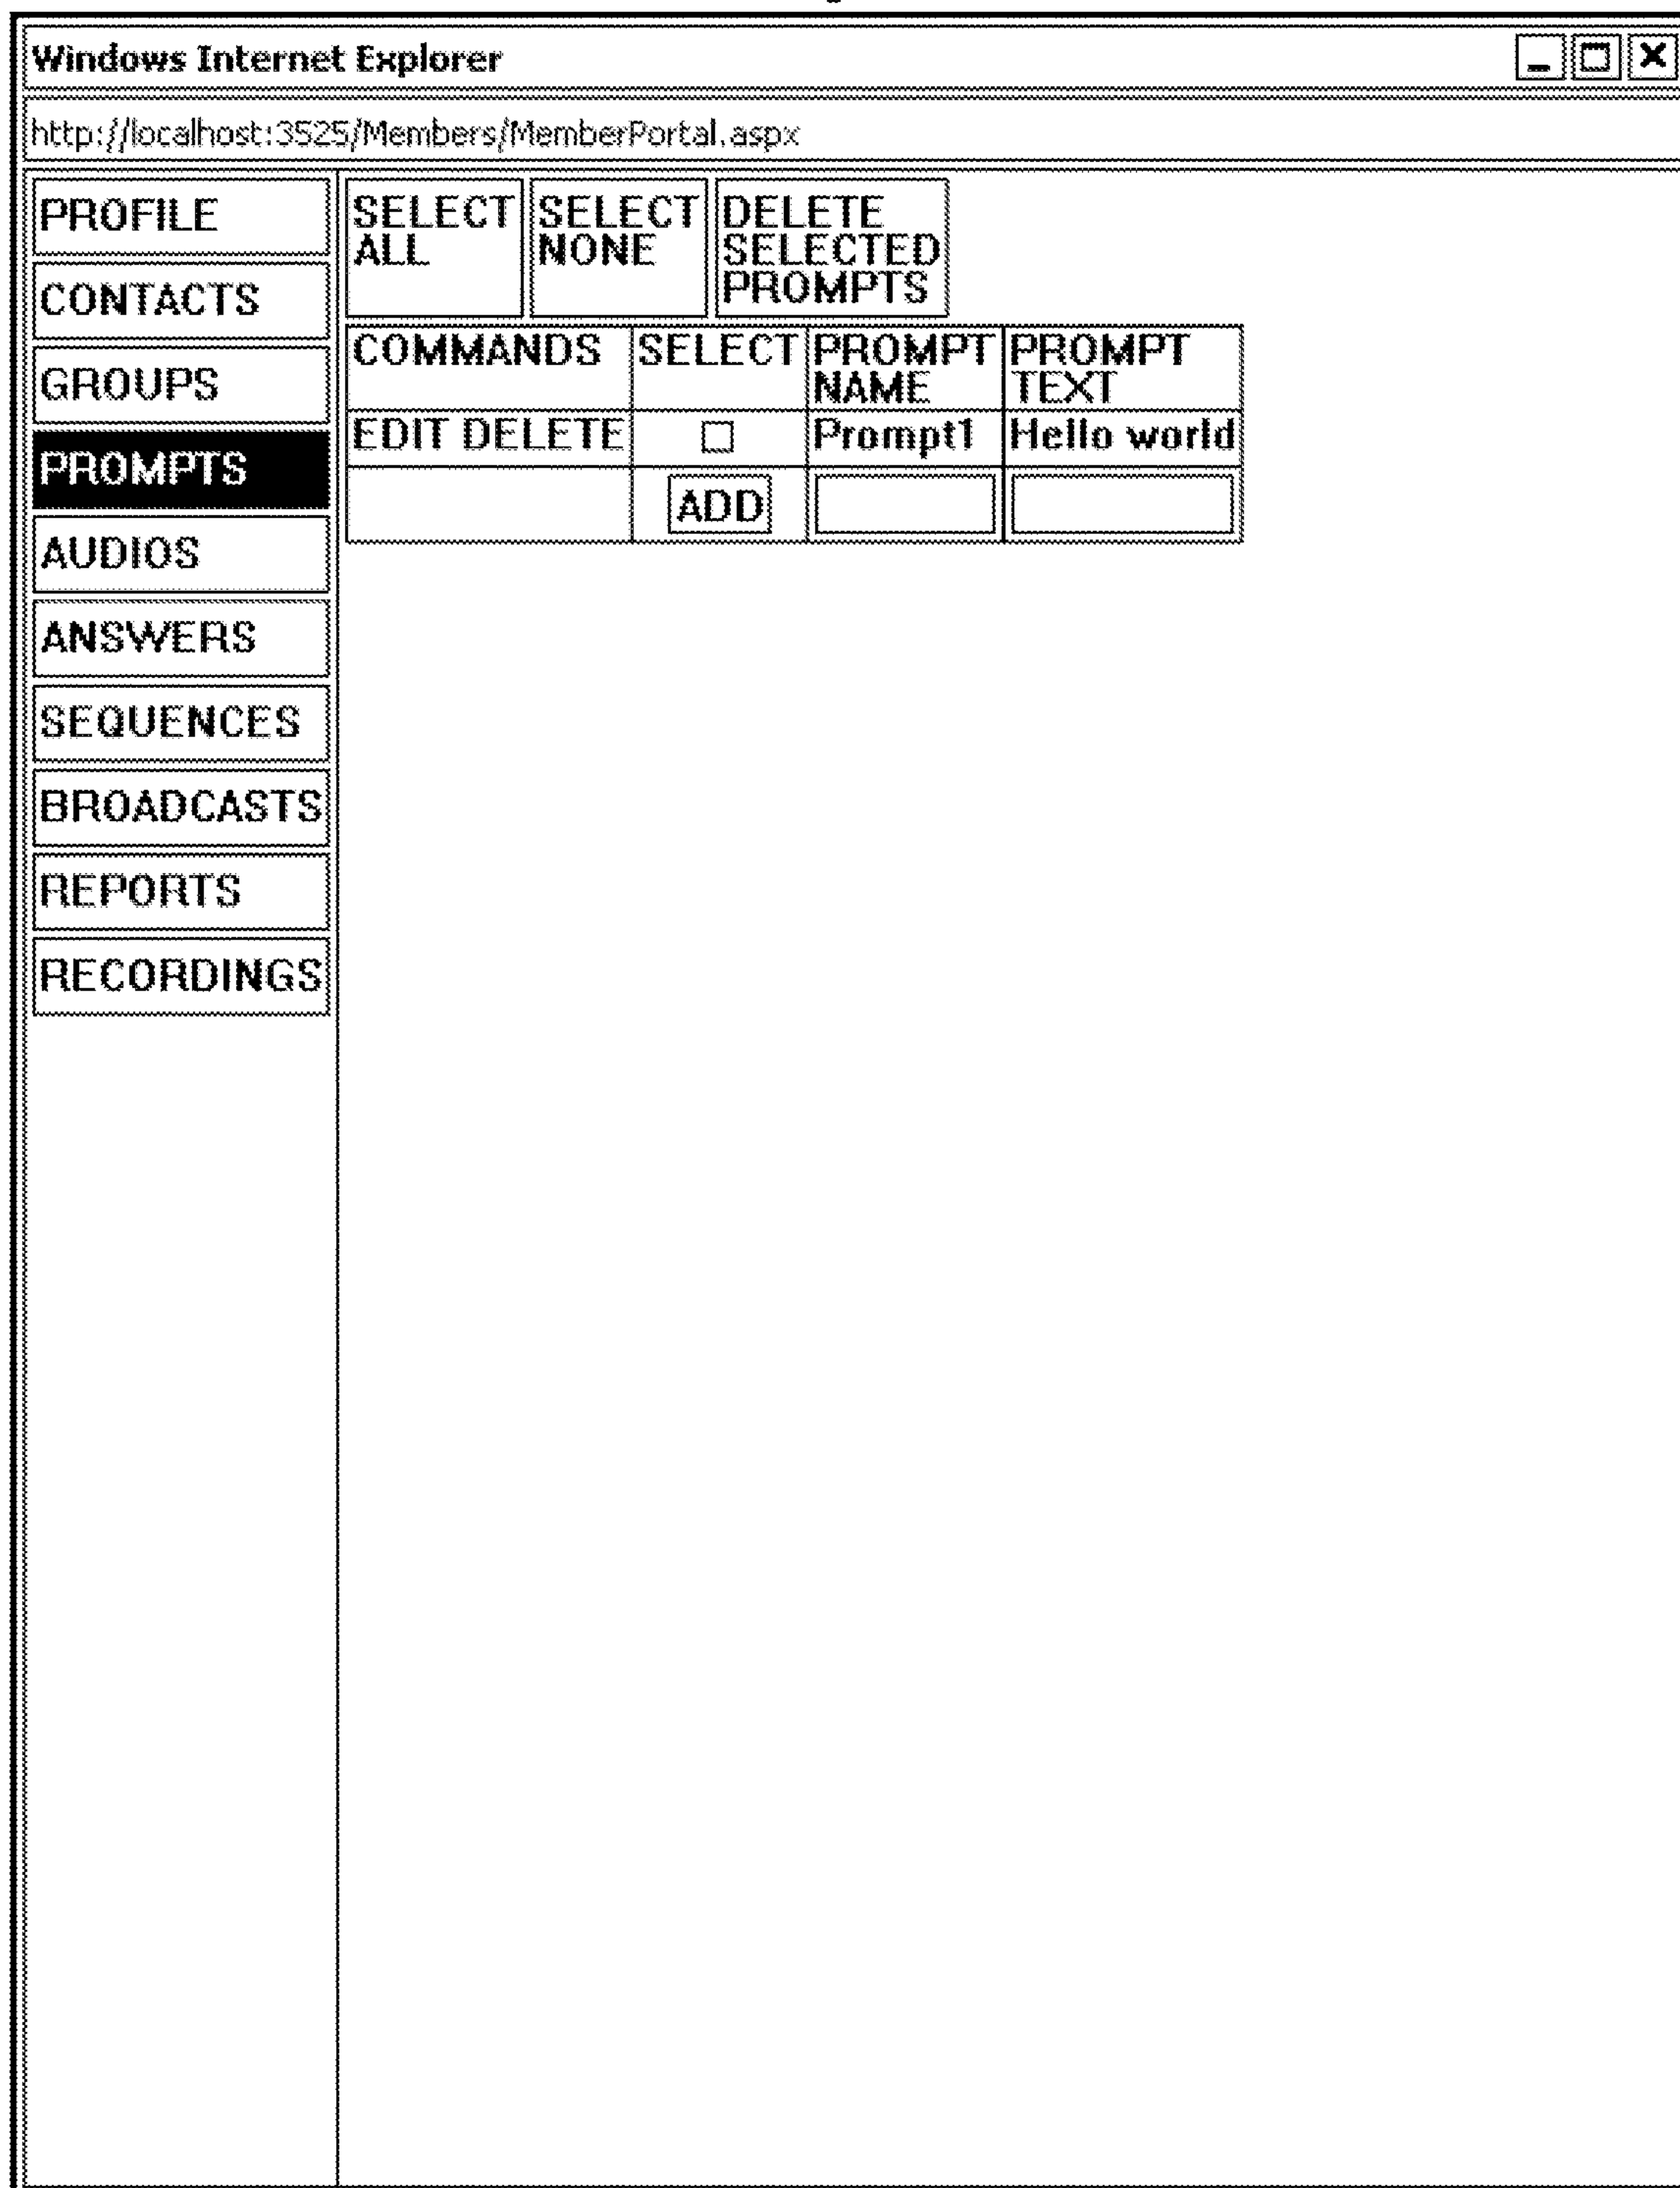 Windows Internet Explorer
http://localhost:3525/Members/MemberPortal.aspx
PROFILE
CONTACTS
GROUPS
PROMPTS
AUDIOS
ANSWERS
SEQUENCES
BROADCASTS
REPORTS
RECORDINGS
SELECT
ALL
SELECT
NONE
DELETE
SELECTED
PROMPTS
COMMANDS
SELECT
PROMPT
NAME
PROMPT
TEXT
EDIT DELETE
Prompt1
Hello world
ADD